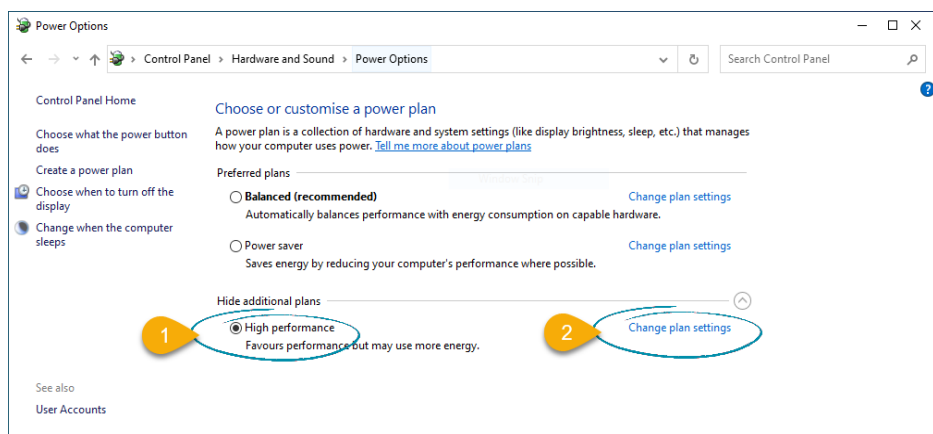 Power Options
Control Panel > Hardware and Sound > Power Options
Search Control Panel
?
Control Panel Home
Choose what the power button
does
Create a power plan
Choose when to turn off the
display
Change when the computer
sleeps
See also
User Accounts
Choose or customise a power plan
A power plan is a collection of hardware and system settings (like display brightness, sleep, etc.) that manages
how your computer uses power. Tell me more about power plans
Preferred plans
Window Snip
Balanced (recommended) Change plan settings
Automatically balances performance with energy consumption on capable hardware.
Power saver Change plan settings
Saves energy by reducing your computer's performance where possible.
Hide additional plans
1 High performance 2 Change plan settings
Favours performance but may use more energy.